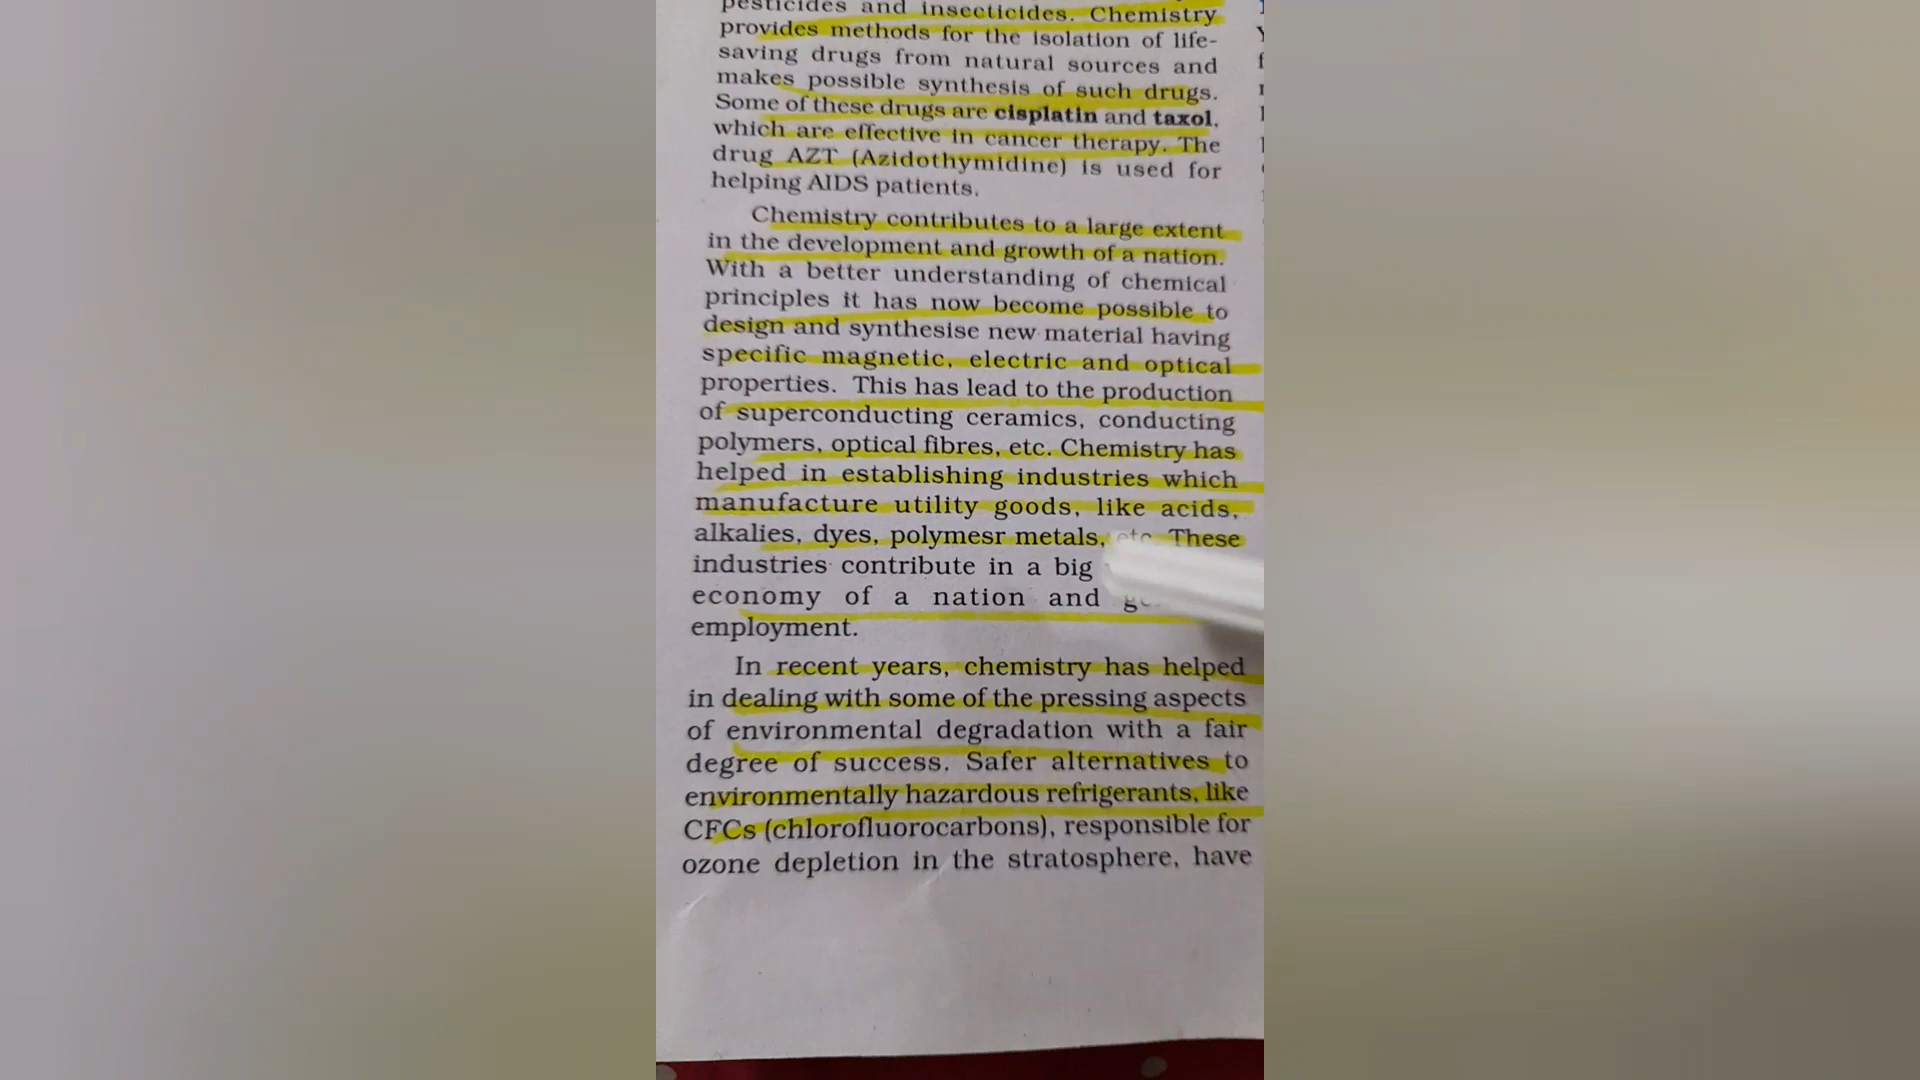 pesticides and insecticides. Chemistry
provides methods for the isolation of life-
saving drugs from natural sources and
makes possible synthesis of such drugs.
Some of these drugs are cisplatin and taxol,
which are effective in cancer therapy. The
drug AZT (Azidothymidine) is used for
helping AIDS patients.
Chemistry contributes to a large extent
in the development and growth of a nation.
With a better understanding of chemical
principles it has now become possible to
design and synthesise new material having
specific magnetic, electric and optical
properties. This has lead to the production
of superconducting ceramics, conducting
polymers, optical fibres, etc. Chemistry has
helped in establishing industries which
manufacture utility goods, like acids,
alkalies, dyes, polymesr metals, etc. These
industries contribute in a big
economy of a nation and
employment.
In recent years, chemistry has helped
in dealing with some of the pressing aspects
of environmental degradation with a fair
degree of success. Safer alternatives to
environmentally hazardous refrigerants, like
CFCs (chlorofluorocarbons), responsible for
ozone depletion in the stratosphere, have